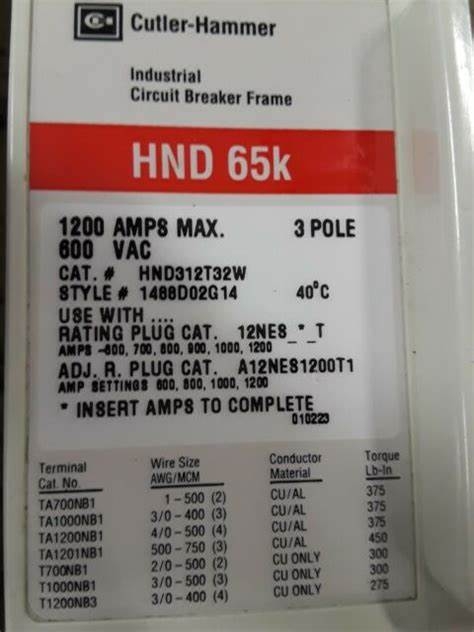 Cutler-Hammer
Industrial
Circuit Breaker Frame
HND 65k
1200 AMPS MAX. 3 POLE
600 VAC
CAT. # HND312T32W
STYLE # 1488D02G14 40°C
USE WITH ....
RATING PLUG CAT. 12NES_*_T
AMPS -600, 700, 800, 900, 1000, 1200
ADJ. R. PLUG CAT. A12NES1200T1
AMP SETTINGS 600, 800, 1000, 1200
* INSERT AMPS TO COMPLETE
010223
Terminal Wire Size Conductor Torque
Cat. No. AWG/MCM Material Lb-In
TA700NB1 1-500 (2) CU/AL 375
TA1000NB1 3/0-400 (3) CU/AL 375
TA1200NB1 4/0-500 (4) CU/AL 375
TA1201NB1 500-750 (3) CU/AL 450
T700NB1 2/0-500 (2) CU ONLY 300
T1000NB1 3/0-500 (3) CU ONLY 300
T1200NB3 3/0-400 (4) CU ONLY 275